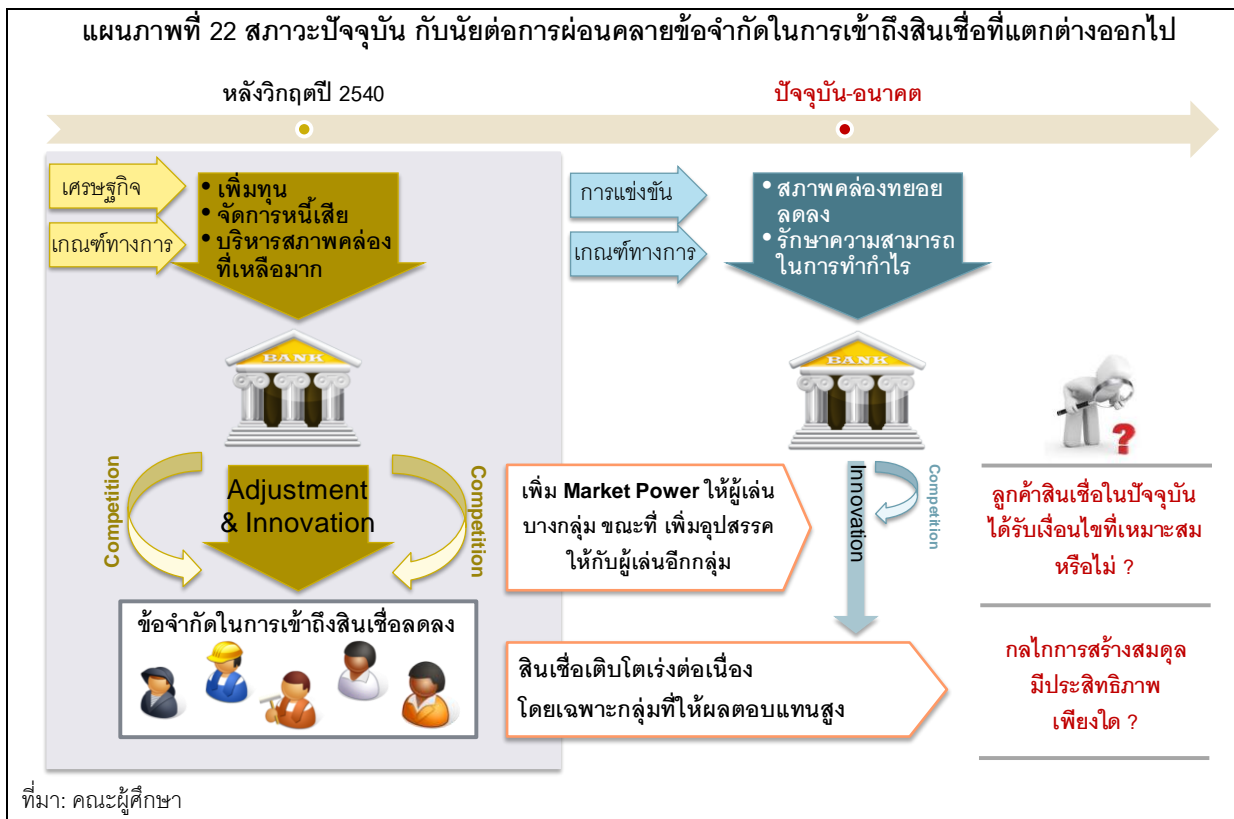 แผนภาพที่ 22 สภาวะปัจจุบัน กับนัยต่อการผ่อนคลายข้อจำกัดในการเข้าถึงสินเชื่อที่แตกต่างออกไป
หลังวิกฤตปี 2540
ปัจจุบัน-อนาคต
เศรษฐกิจ
เกณฑ์ทางการ
• เพิ่มทุน
• จัดการหนี้เสีย
• บริหารสภาพคล่อง
ที่เหลือมาก
การแข่งขัน
เกณฑ์ทางการ
• สภาพคล่องทยอย
ลดลง
• รักษาความสามารถ
ในการทำกำไร
BANK
BANK
Competition
Adjustment
& Innovation
Competition
เพิ่ม Market Power ให้ผู้เล่น
บางกลุ่ม ขณะที่ เพิ่มอุปสรรค
ให้กับผู้เล่นอีกกลุ่ม
Innovation
Competition
?
ลูกค้าสินเชื่อในปัจจุบัน
ได้รับเงื่อนไขที่เหมาะสม
หรือไม่ ?
ข้อจำกัดในการเข้าถึงสินเชื่อลดลง
สินเชื่อเติบโตเร่งต่อเนื่อง
โดยเฉพาะกลุ่มที่ให้ผลตอบแทนสูง
กลไกการสร้างสมดุล
มีประสิทธิภาพ
เพียงใด ?
ที่มา: คณะผู้ศึกษา